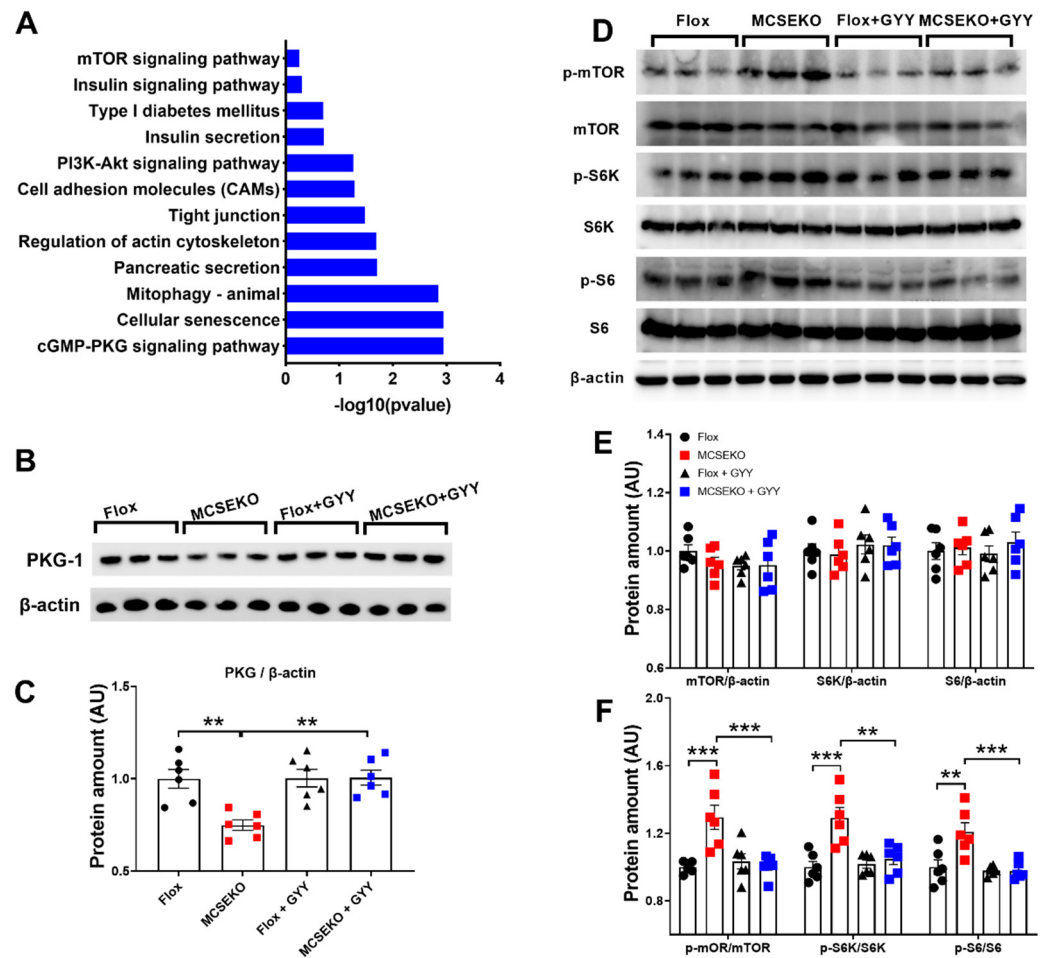 A
mTOR signaling pathway
Insulin signaling pathway
Type I diabetes mellitus
Insulin secretion
PI3K-Akt signaling pathway
Cell adhesion molecules (CAMs)
Tight junction
Regulation of actin cytoskeleton
Pancreatic secretion
Mitophagy - animal
Cellular senescence
cGMP-PKG signaling pathway
0 1 2 3 4
-log10(pvalue)
B
Flox MCSEKO Flox+GYY MCSEKO+GYY
PKG-1
β-actin
C
PKG / β-actin
Protein amount (AU)
1.5
1.0
0.5
** **
Flox MCSEKO Flox + GYY MCSEKO + GYY
D
Flox MCSEKO Flox+GYY MCSEKO+GYY
p-mTOR
mTOR
p-S6K
S6K
p-S6
S6
β-actin
E
Protein amount (AU)
1.4
1.2
1.0
0.8
0.6
Flox
MCSEKO
Flox + GYY
MCSEKO + GYY
mTOR/β-actin S6K/β-actin S6/β-actin
F
Protein amount (AU)
2.0
1.6
1.2
0.8
*** *** *** ** ** ***
p-mOR/mTOR p-S6K/S6K p-S6/S6